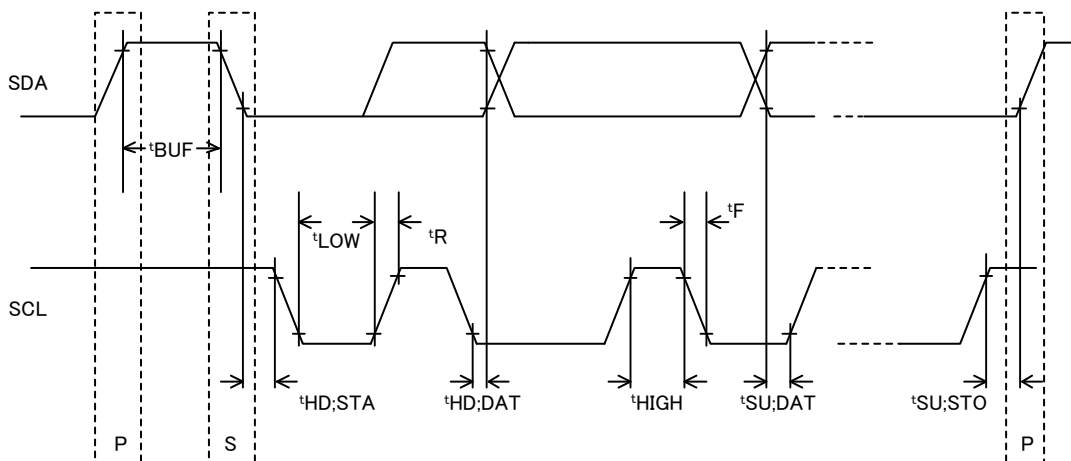 SDA
tBUF
tLOW
tR
tF
SCL
tHD;STA
tHD;DAT
tHIGH
tSU;DAT
tSU;STO
P
S
P